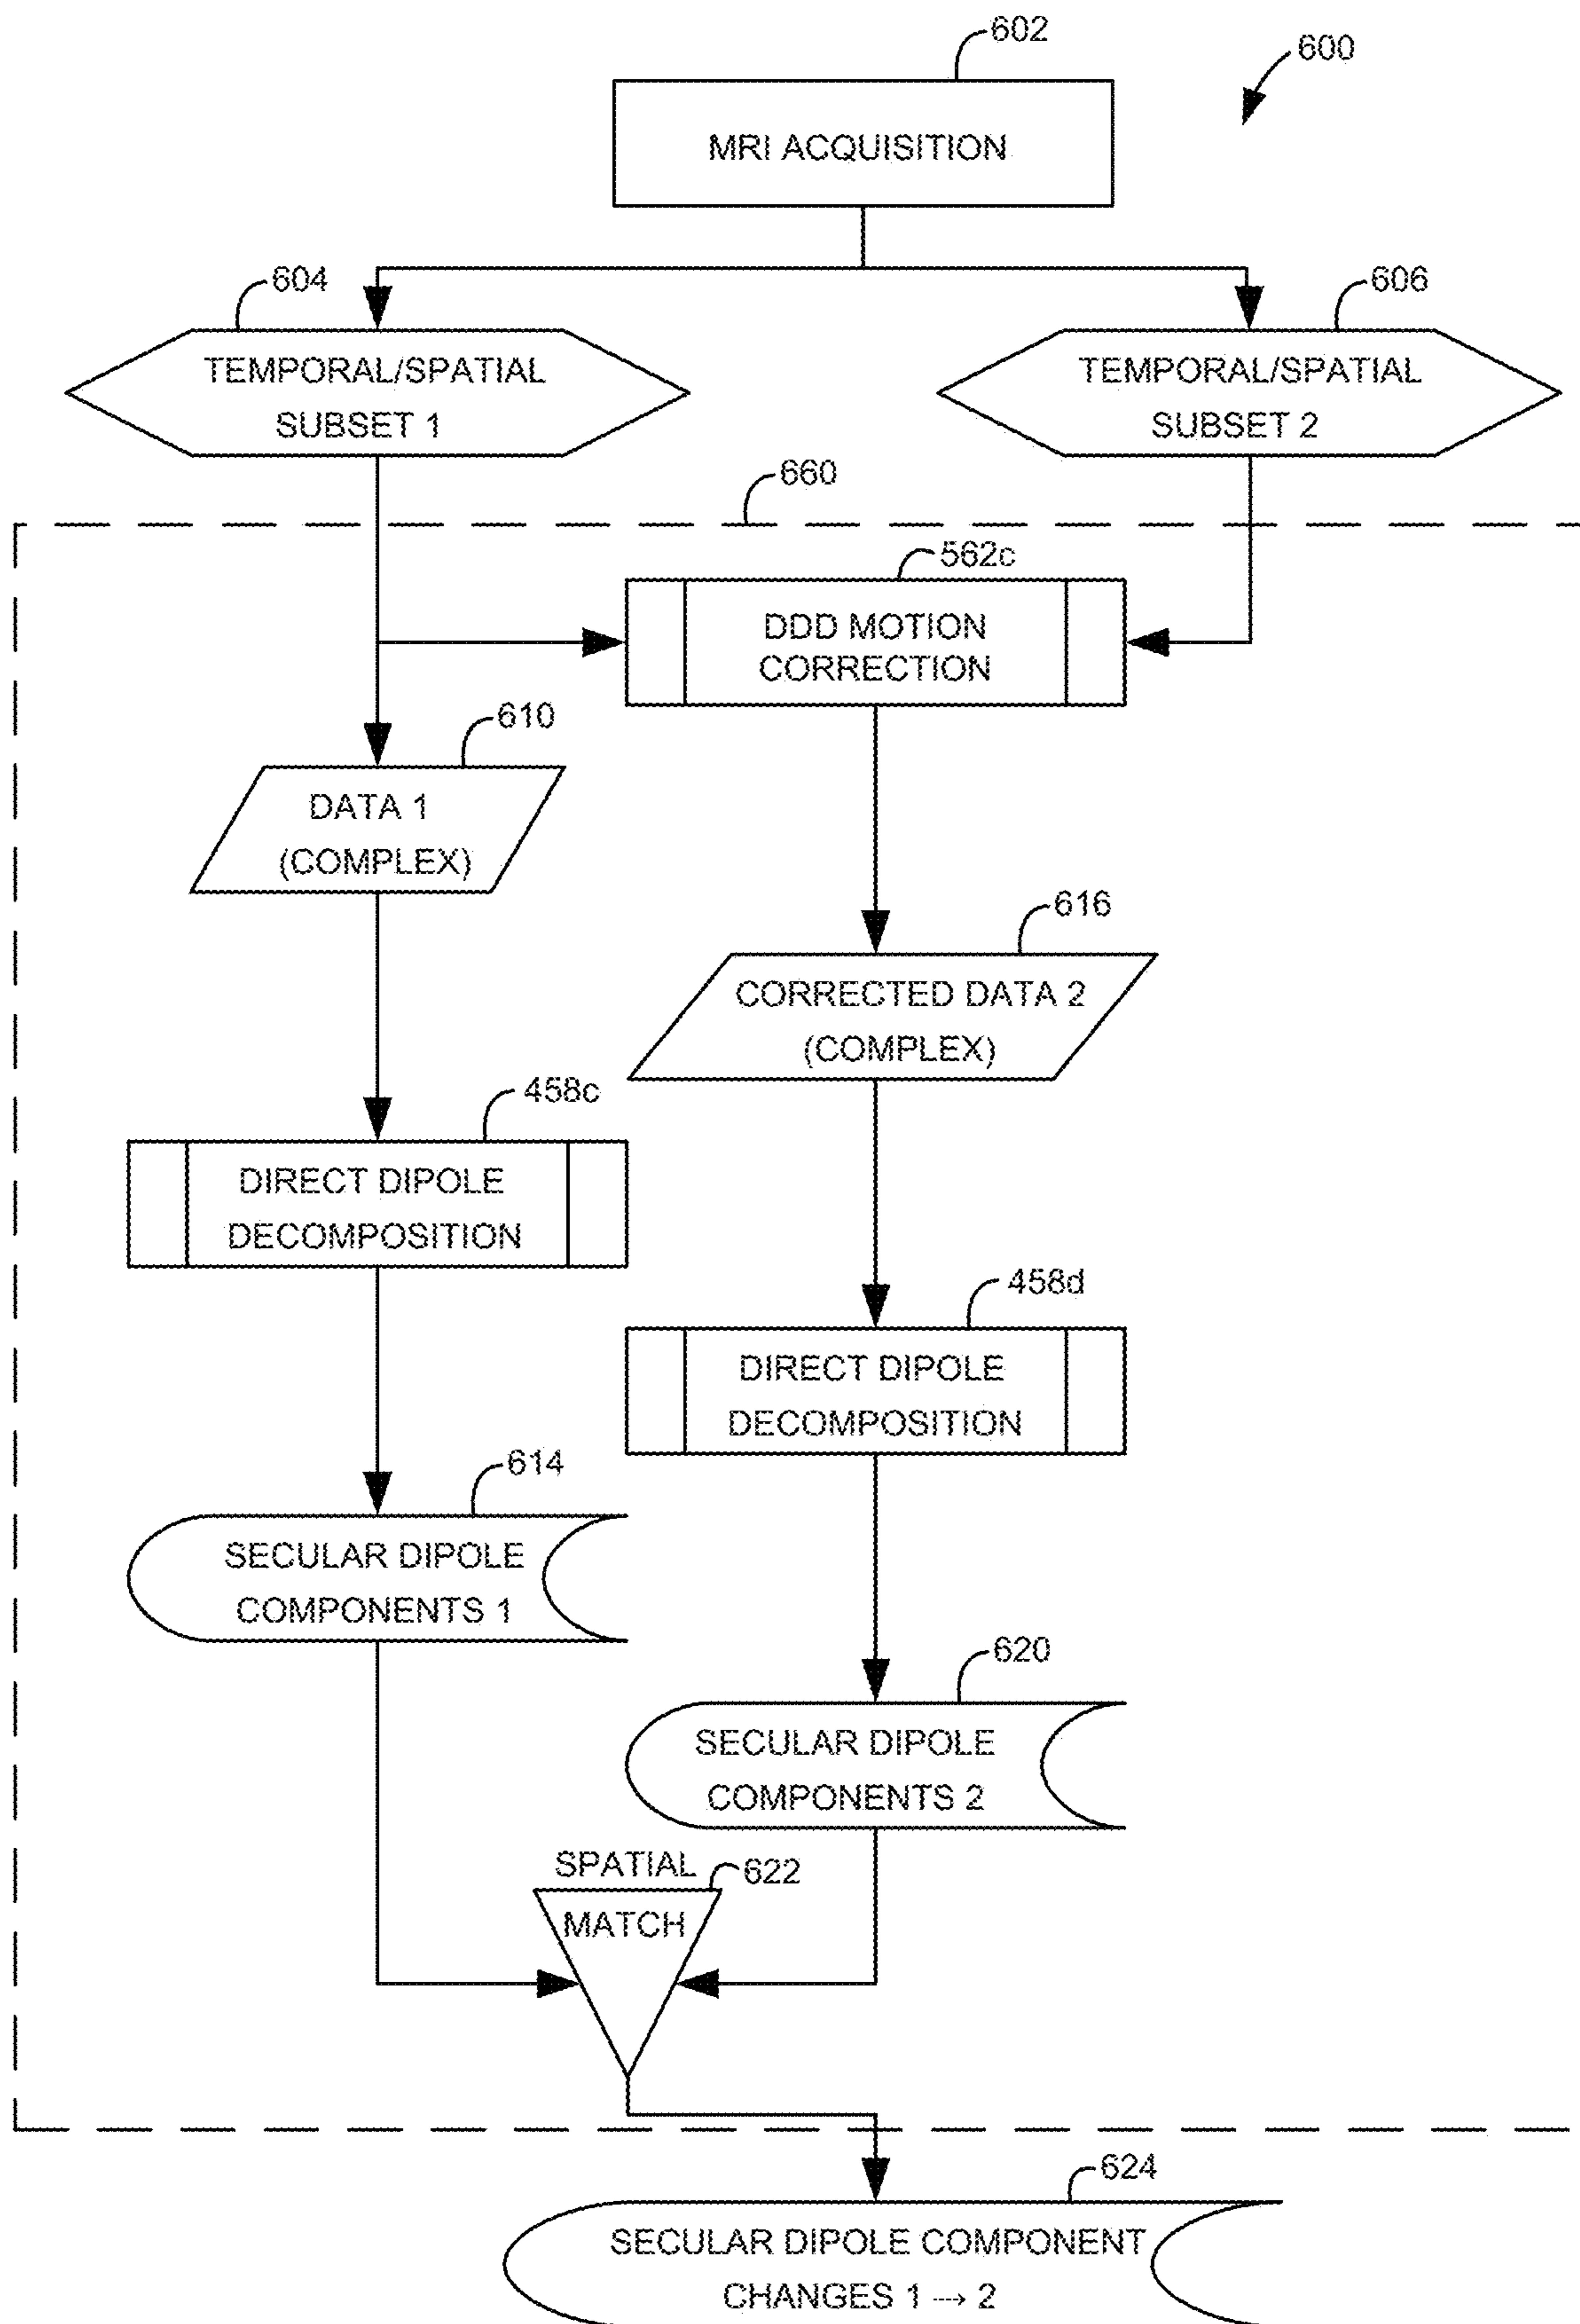 602
600
MRI ACQUISITION
604
606
TEMPORAL/SPATIAL
SUBSET 1
TEMPORAL/SPATIAL
SUBSET 2
660
562c
DDD MOTION
CORRECTION
610
DATA 1
(COMPLEX)
616
CORRECTED DATA 2
(COMPLEX)
458c
DIRECT DIPOLE
DECOMPOSITION
458d
DIRECT DIPOLE
DECOMPOSITION
614
SECULAR DIPOLE
COMPONENTS 1
620
SECULAR DIPOLE
COMPONENTS 2
SPATIAL
622
MATCH
624
SECULAR DIPOLE COMPONENT
CHANGES 1 → 2